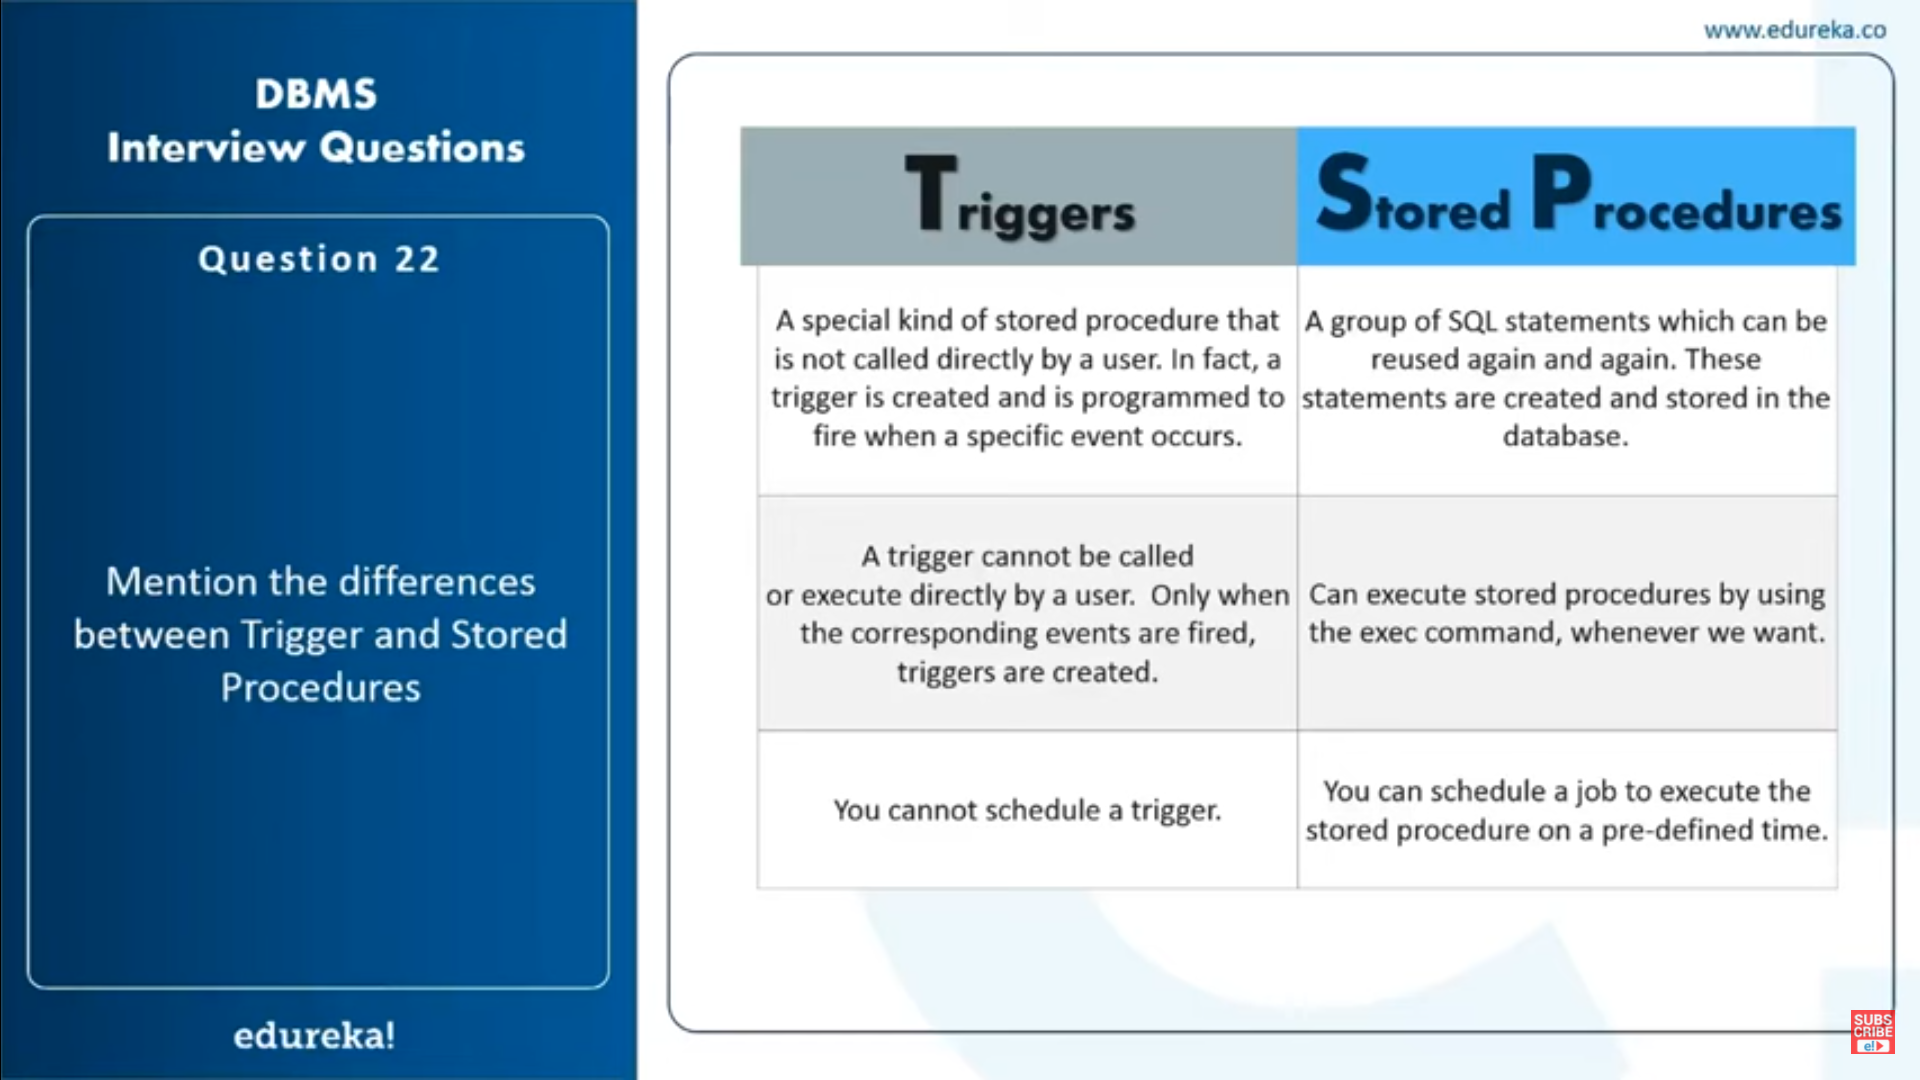 www.edureka.co
DBMS
Interview Questions
Question 22
Mention the differences
between Trigger and Stored
Procedures
edureka!
Triggers
Stored Procedures
A special kind of stored procedure that
is not called directly by a user. In fact, a
trigger is created and is programmed to
fire when a specific event occurs.
A group of SQL statements which can be
reused again and again. These
statements are created and stored in the
database.
A trigger cannot be called
or execute directly by a user.  Only when
the corresponding events are fired,
triggers are created.
Can execute stored procedures by using
the exec command, whenever we want.
You cannot schedule a trigger.
You can schedule a job to execute the
stored procedure on a pre-defined time.
SUBS
CRIBE
e!